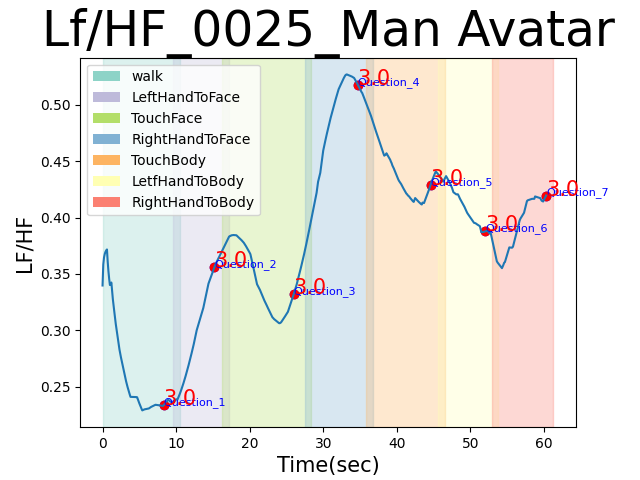 Lf/HF_0025_Man Avatar
walk
LeftHandToFace
TouchFace
RightHandToFace
TouchBody
LetfHandToBody
RightHandToBody
LF/HF
0.50
0.45
0.40
0.35
0.30
0.25
3.0
Question_1
3.0
Question_2
3.0
Question_3
3.0
Question_4
3.0
Question_5
3.0
Question_6
3.0
Question_7
0 10 20 30 40 50 60
Time(sec)